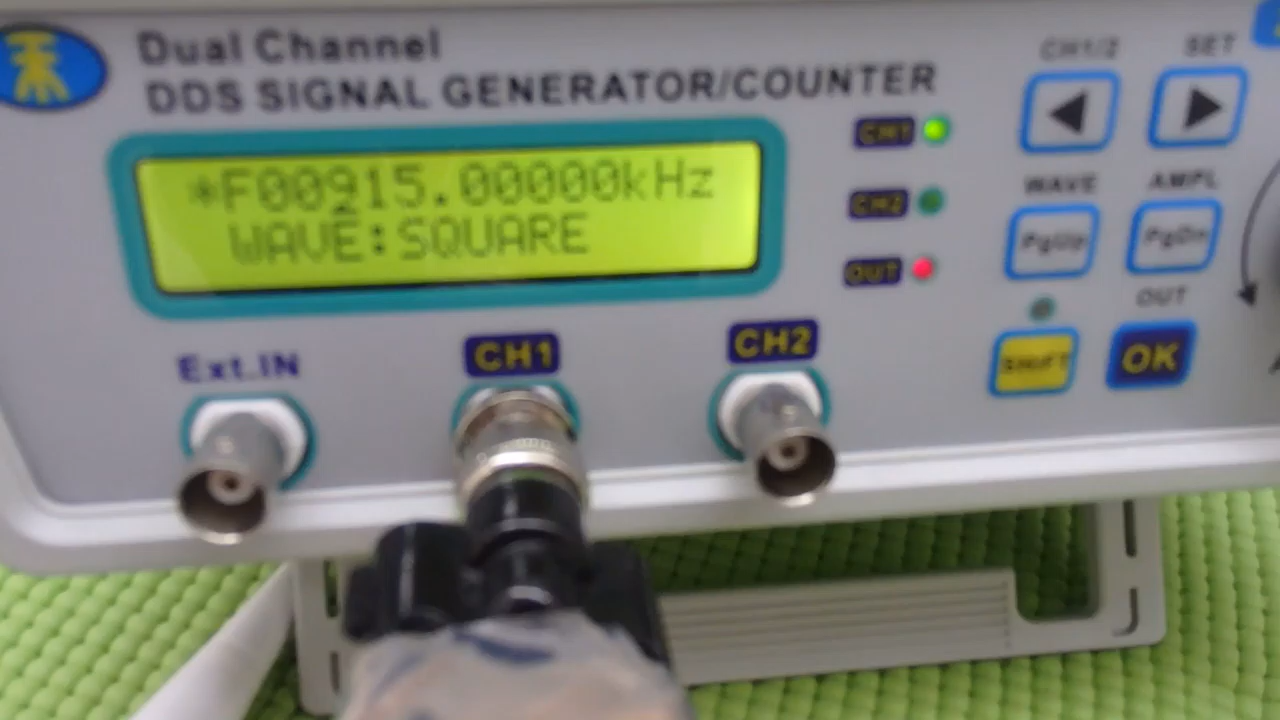 Dual Channel
DDS SIGNAL GENERATOR/COUNTER
*F00915.00000kHz
WAVE:SQUARE
CH1
CH2
OUT
CH1/2
SET
WAVE
AMPL
PgUp
PgDn
OUT
SHIFT
OK
Ext.IN
CH1
CH2